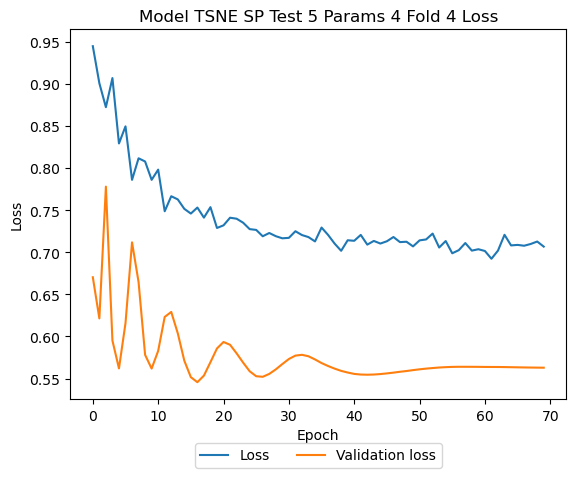 Model TSNE SP Test 5 Params 4 Fold 4 Loss
0.95
0.90
0.85
0.80
0.75
0.70
0.65
0.60
0.55
Loss
0 10 20 30 40 50 60 70
Epoch
Loss Validation loss